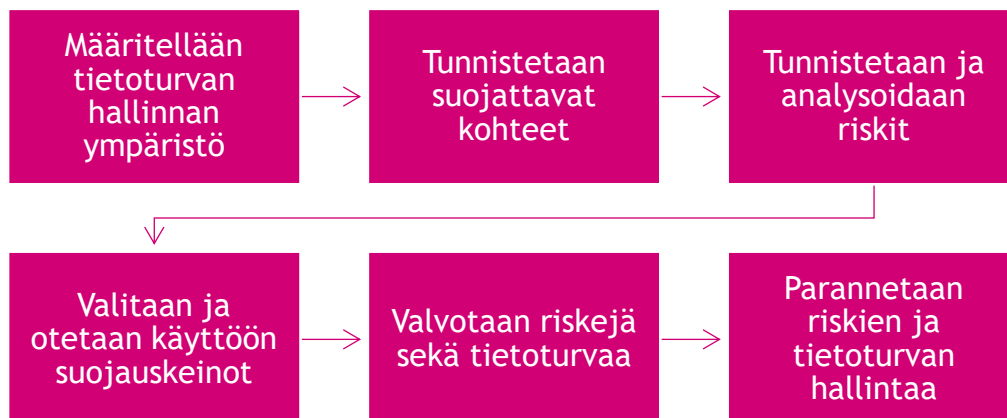 Määritellään
tietoturvan
hallinnan
ympäristö
Tunnistetaan
suojattavat
kohteet
Tunnistetaan ja
analysoidaan
riskit
Valitaan ja
otetaan käyttöön
suojauskeinot
Valvotaan riskejä
sekä tietoturvaa
Parannetaan
riskien ja
tietoturvan
hallintaa